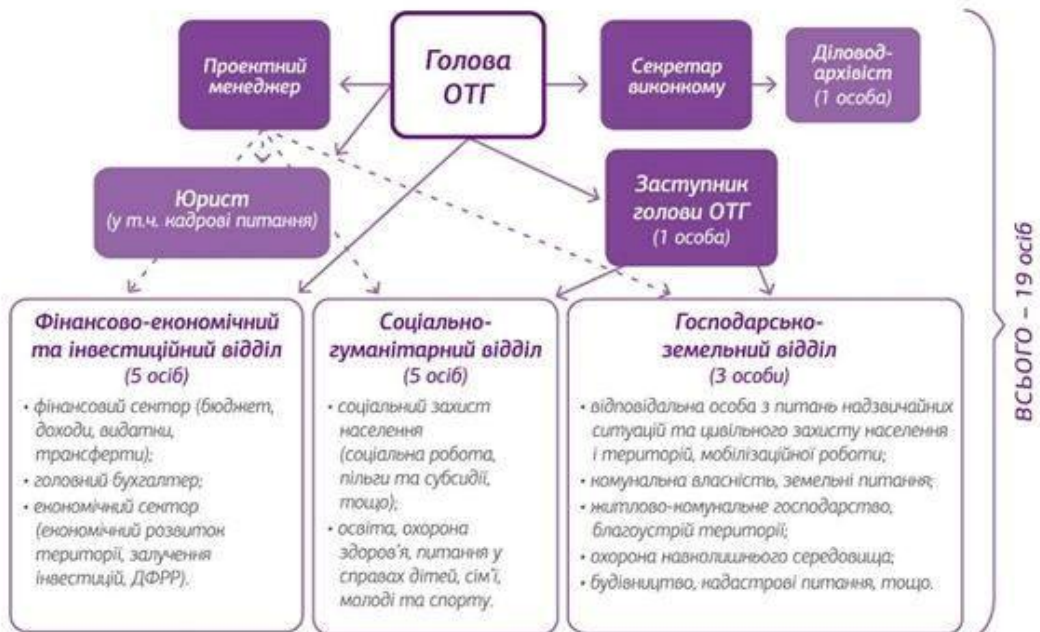 Проектний
менеджер
Голова
ОТГ
Секретар
виконкому
Діловод-
архівіст
(1 особа)
Юрист
(у т.ч. кадрові питання)
Заступник
голови ОТГ
(1 особа)
Фінансово-економічний
та інвестиційний відділ
(5 осіб)
• фінансовий сектор (бюджет,
доходи, видатки,
трансферти);
• головний бухгалтер;
• економічний сектор
(економічний розвиток
території, залучення
інвестицій, ДФРР).
Соціально-
гуманітарний відділ
(5 осіб)
• соціальний захист
населення
(соціальна робота,
пільги та субсидії,
тощо);
• освіта, охорона
здоров'я, питання у
справах дітей, сім'ї,
молоді та спорту.
Господарсько-
земельний відділ
(3 особи)
• відповідальна особа з питань надзвичайних
ситуацій та цивільного захисту населення
і територій, мобілізаційної роботи;
• комунальна власність, земельні питання;
• житлово-комунальне господарство,
благоустрій території;
• охорона навколишнього середовища;
• будівництво, кадастрові питання, тощо.
ВСЬОГО – 19 осіб